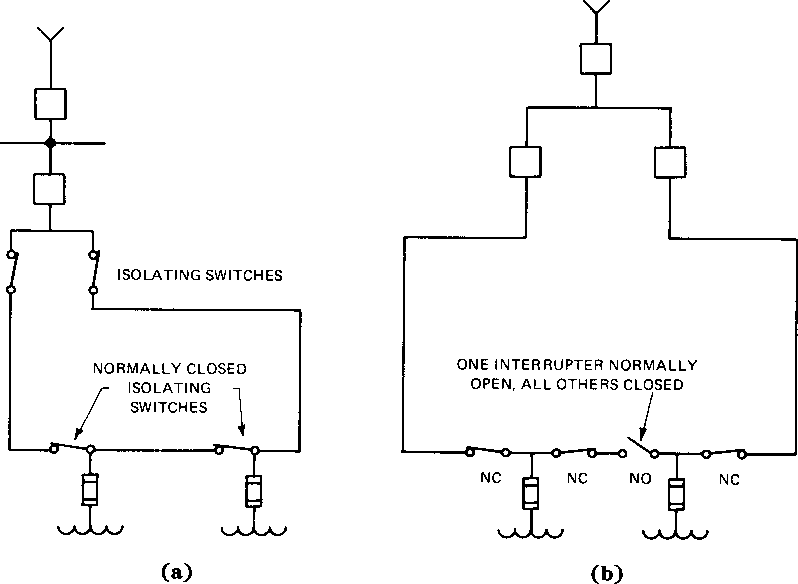 ISOLATING SWITCHES
NORMALLY CLOSED
ISOLATING
SWITCHES
(a)
ONE INTERRUPTER NORMALLY
OPEN, ALL OTHERS CLOSED
NC NC NO NC
(b)